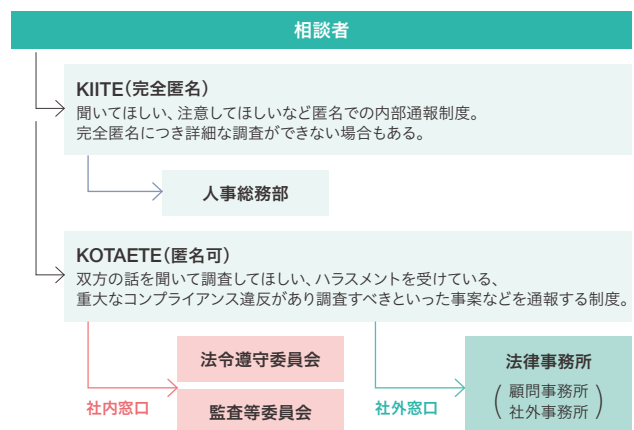 相談者
KIITE（完全匿名）
聞いてほしい、注意してほしいなど匿名での内部通報制度。
完全匿名につき詳細な調査ができない場合もある。
人事総務部
KOTAETE（匿名可）
双方の話を聞いて調査してほしい、ハラスメントを受けている、
重大なコンプライアンス違反があり調査すべきといった事案などを通報する制度。
社内窓口
法令遵守委員会
監査等委員会
社外窓口
法律事務所
（顧問事務所
社外事務所）